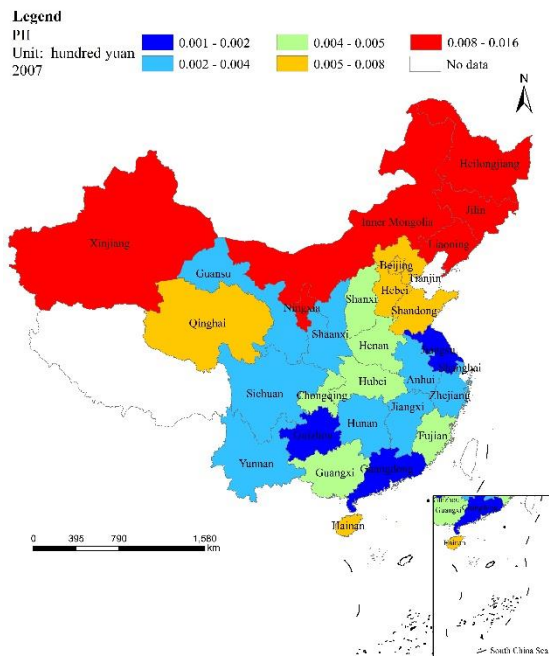 Legend
PII
Unit: hundred yuan
2007
0.001 - 0.002
0.002 - 0.004
0.004 - 0.005
0.005 - 0.008
0.008 - 0.016
No data
N
Heilongjiang
Jilin
Inner Mongolia
Liaoning
Xinjiang
Guansu
Beijing
Tianjin
Hebei
Ningxia
Shanxi
Qinghai
Shandong
Shaanxi
Henan
Anhui
Hubei
Sichuan
Chongqing
Zhejiang
Jiangxi
Hunan
Yunnan
Fujian
Guangxi
Guangdong
Hainan
0 395 790 1,580
km
Guangxi
Hainan
South China Sea